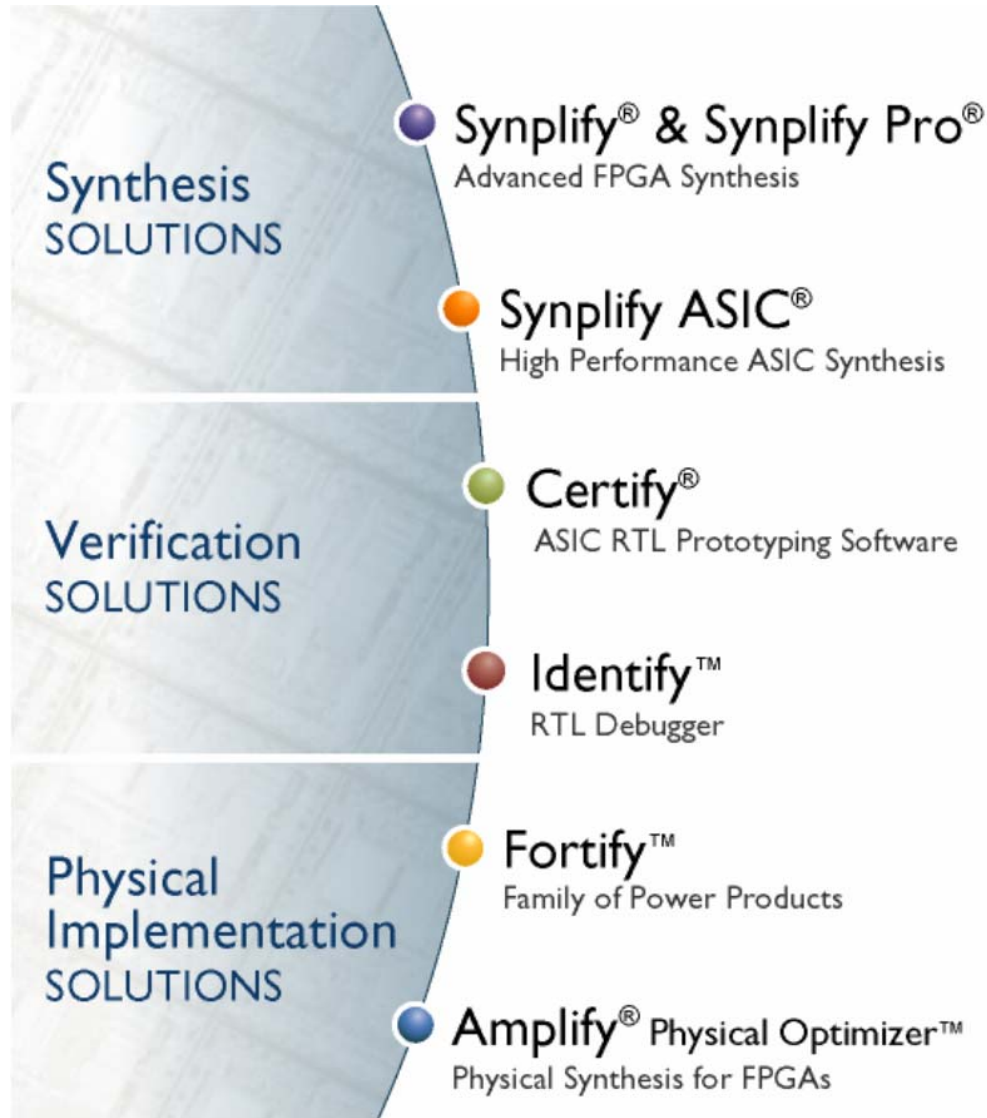 Synthesis
SOLUTIONS
Synplify® & Synplify Pro®
Advanced FPGA Synthesis
Synplify ASIC®
High Performance ASIC Synthesis
Verification
SOLUTIONS
Certify®
ASIC RTL Prototyping Software
Identify™
RTL Debugger
Physical
Implementation
SOLUTIONS
Fortify™
Family of Power Products
Amplify® Physical Optimizer™
Physical Synthesis for FPGAs